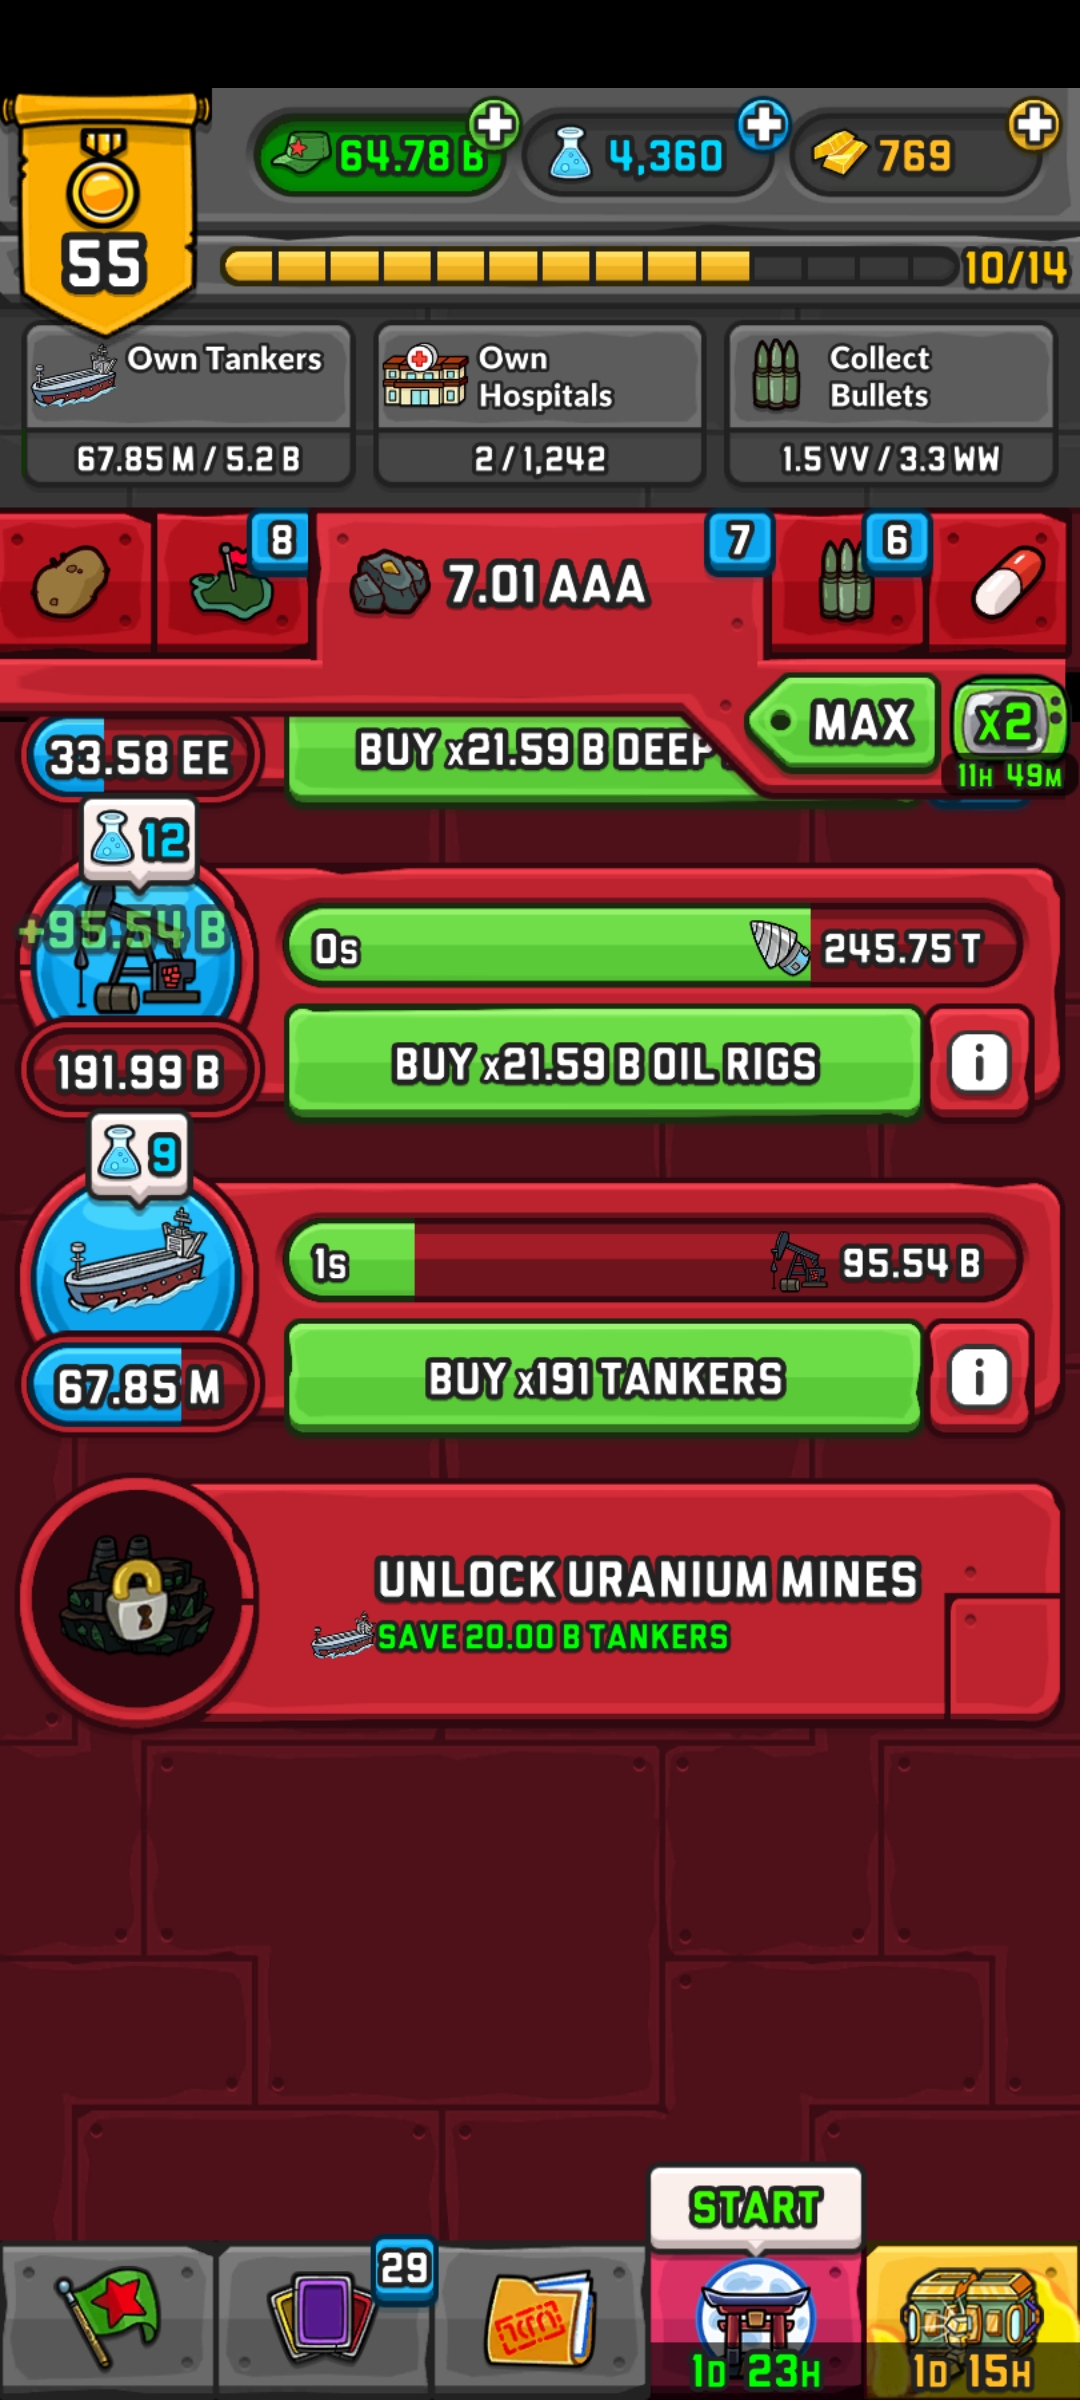 64.78 B
4,360
769
55
10/14
Own Tankers
67.85 M / 5.2 B
Own
Hospitals
2 / 1,242
Collect
Bullets
1.5 VV / 3.3 WW
8
7.01 AAA
7
6
MAX
x2
11H 49M
33.58 EE
BUY x21.59 B DEEP
12
+95.54 B
0s
245.75 T
191.99 B
BUY x21.59 B OIL RIGS
i
9
1s
95.54 B
67.85 M
BUY x191 TANKERS
i
UNLOCK URANIUM MINES
SAVE 20.00 B TANKERS
START
29
1D 23H
1D 15H